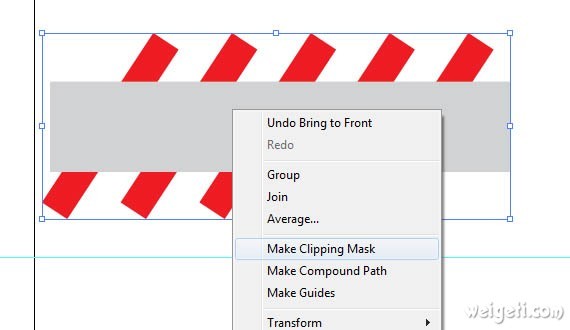 Undo Bring to Front
Redo
Group
Join
Average...
Make Clipping Mask
Make Compound Path
Make Guides
Transform
weigeti.com